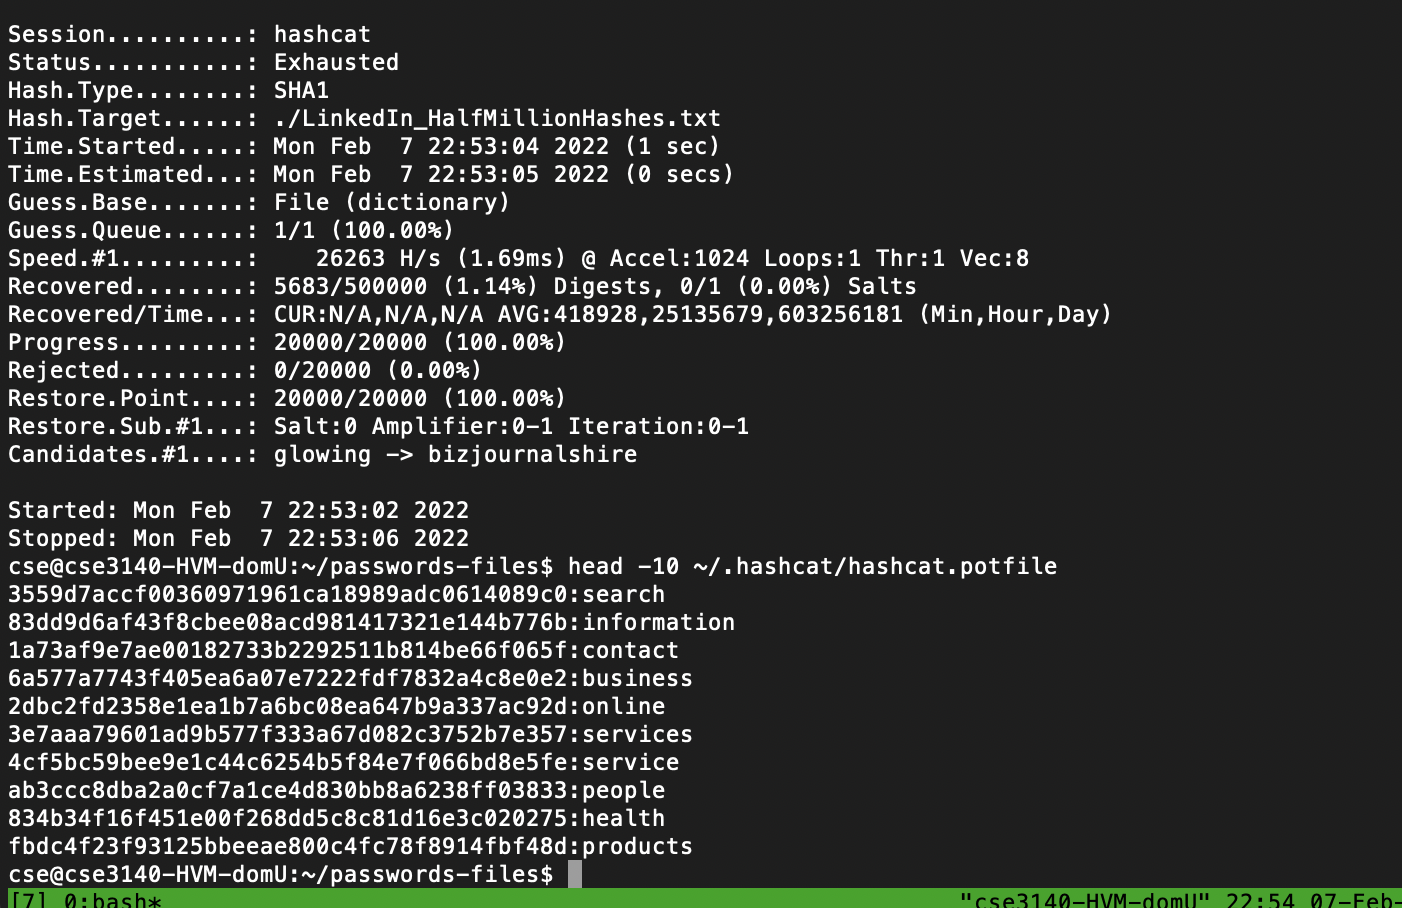 Session..........: hashcat
Status...........: Exhausted
Hash.Type........: SHA1
Hash.Target......: ./LinkedIn_HalfMillionHashes.txt
Time.Started.....: Mon Feb  7 22:53:04 2022 (1 sec)
Time.Estimated...: Mon Feb  7 22:53:05 2022 (0 secs)
Guess.Base.......: File (dictionary)
Guess.Queue......: 1/1 (100.00%)
Speed.#1.........:    26263 H/s (1.69ms) @ Accel:1024 Loops:1 Thr:1 Vec:8
Recovered........: 5683/500000 (1.14%) Digests, 0/1 (0.00%) Salts
Recovered/Time...: CUR:N/A,N/A,N/A AVG:418928,25135679,603256181 (Min,Hour,Day)
Progress.........: 20000/20000 (100.00%)
Rejected.........: 0/20000 (0.00%)
Restore.Point....: 20000/20000 (100.00%)
Restore.Sub.#1...: Salt:0 Amplifier:0-1 Iteration:0-1
Candidates.#1....: glowing -> bizjournalshire
Started: Mon Feb  7 22:53:02 2022
Stopped: Mon Feb  7 22:53:06 2022
cse@cse3140-HVM-domU:~/passwords-files$ head -10 ~/.hashcat/hashcat.potfile
3559d7accf00360971961ca18989adc0614089c0:search
83dd9d6af43f8cbee08acd981417321e144b776b:information
1a73af9e7ae00182733b2292511b814be66f065f:contact
6a577a7743f405ea6a07e7222fdf7832a4c8e0e2:business
2dbc2fd2358e1ea1b7a6bc08ea647b9a337ac92d:online
3e7aaa79601ad9b577f333a67d082c3752b7e357:services
4cf5bc59bee9e1c44c6254b5f84e7f066bd8e5fe:service
ab3ccc8dba2a0cf7a1ce4d830bb8a6238ff03833:people
834b34f16f451e00f268dd5c8c81d16e3c020275:health
fbdc4f23f93125bbeeae800c4fc78f8914fbf48d:products
cse@cse3140-HVM-domU:~/passwords-files$
[7] 0:bash* "cse3140-HVM-domU" 22:54 07-Feb-